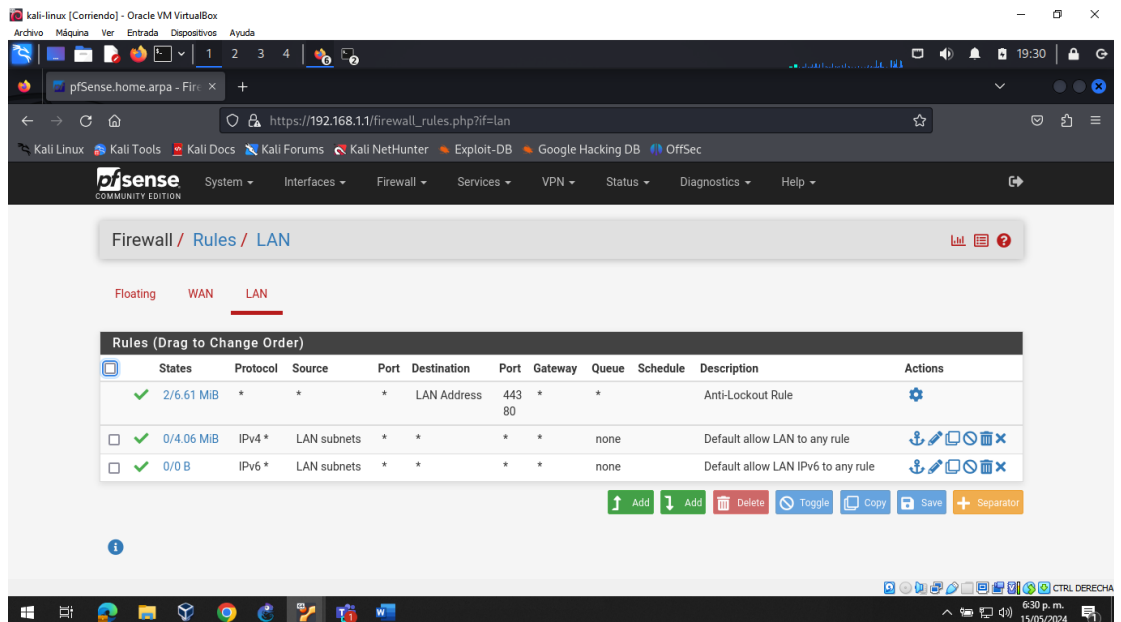 kali-linux [Corriendo] - Oracle VM VirtualBox
Archivo Máquina Ver Entrada Dispositivos Ayuda
1 2 3 4 6 2 19:30
pfSense.home.arpa - Fire
https://192.168.1.1/firewall_rules.php?if=lan
Kali Linux Kali Tools Kali Docs Kali Forums Kali NetHunter Exploit-DB Google Hacking DB OffSec
pfsense System Interfaces Firewall Services VPN Status Diagnostics Help
COMMUNITY EDITION
Firewall / Rules / LAN
Floating WAN LAN
Rules (Drag to Change Order)
States Protocol Source Port Destination Port Gateway Queue Schedule Description Actions
2/6.61 MiB * * * LAN Address 443 * * Anti-Lockout Rule
80
0/4.06 MiB IPv4 * LAN subnets * * * * none Default allow LAN to any rule
0/0 B IPv6 * LAN subnets * * * * none Default allow LAN IPv6 to any rule
Add Add Delete Toggle Copy Save Separator
CTRL DERECHA
6:30 p. m.
15/05/2024